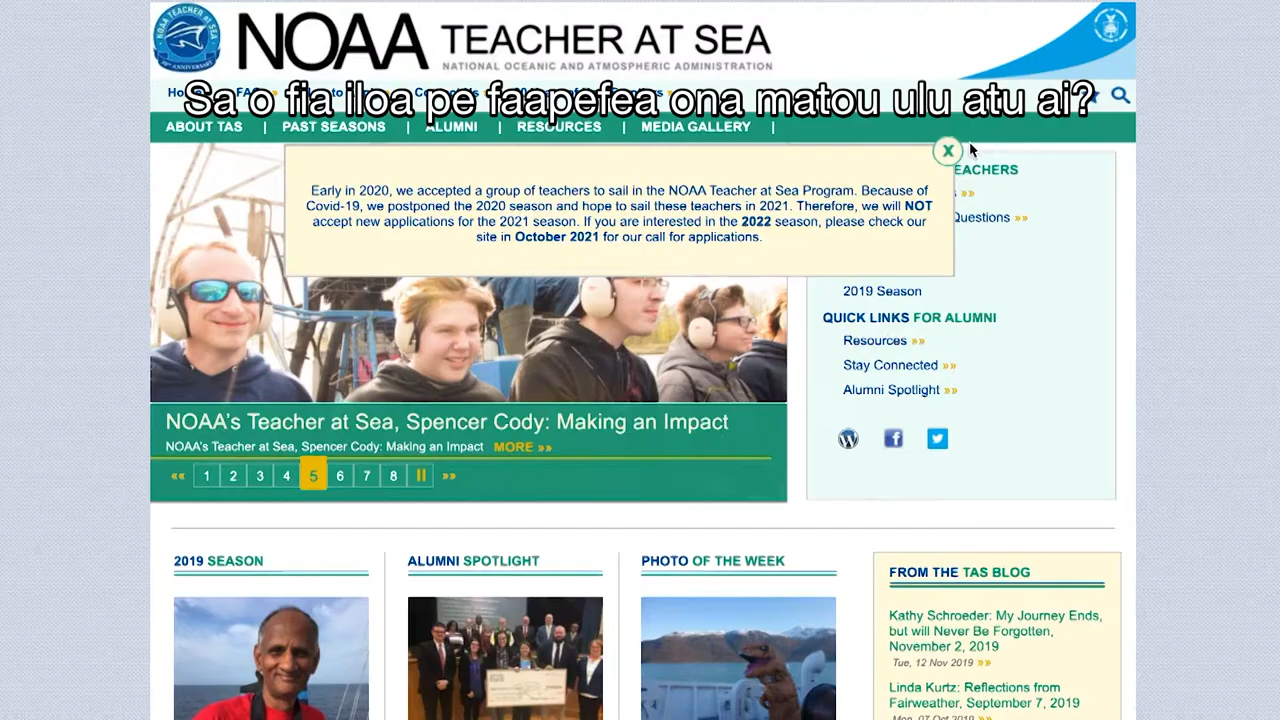 NOAA TEACHER AT SEA
NATIONAL OCEANIC AND ATMOSPHERIC ADMINISTRATION
Sa o fia iloa pe faapefea ona matou ulu atu ai?
ABOUT TAS | PAST SEASONS | ALUMNI | RESOURCES | MEDIA GALLERY |
X
Early in 2020, we accepted a group of teachers to sail in the NOAA Teacher at Sea Program. Because of
Covid-19, we postponed the 2020 season and hope to sail these teachers in 2021. Therefore, we will NOT
accept new applications for the 2021 season. If you are interested in the 2022 season, please check our
site in October 2021 for our call for applications.
EACHERS
Questions »»
2019 Season
QUICK LINKS FOR ALUMNI
Resources »»
Stay Connected »»
Alumni Spotlight »»
NOAA's Teacher at Sea, Spencer Cody: Making an Impact
NOAA's Teacher at Sea, Spencer Cody: Making an Impact MORE »»
«« 1 2 3 4 5 6 7 8 »»
2019 SEASON
ALUMNI SPOTLIGHT
PHOTO OF THE WEEK
FROM THE TAS BLOG
Kathy Schroeder: My Journey Ends,
but will Never Be Forgotten,
November 2, 2019
Tue, 12 Nov 2019 »»
Linda Kurtz: Reflections from
Fairweather, September 7, 2019
Mon, 07 Oct 2019 »»